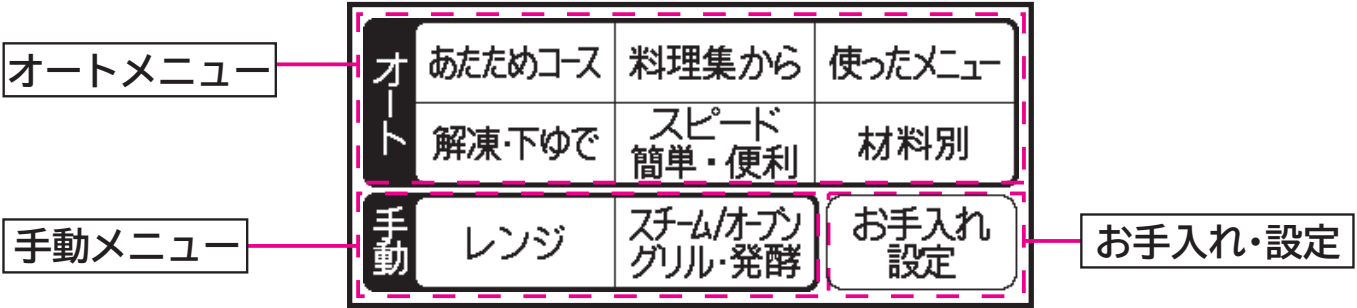 オートメニュー
オート
あたためコース
料理集から
使ったメニュー
解凍・下ゆで
スピード
簡単・便利
材料別
手動メニュー
手動
レンジ
スチーム/オーブン
グリル・発酵
お手入れ
設定
お手入れ・設定